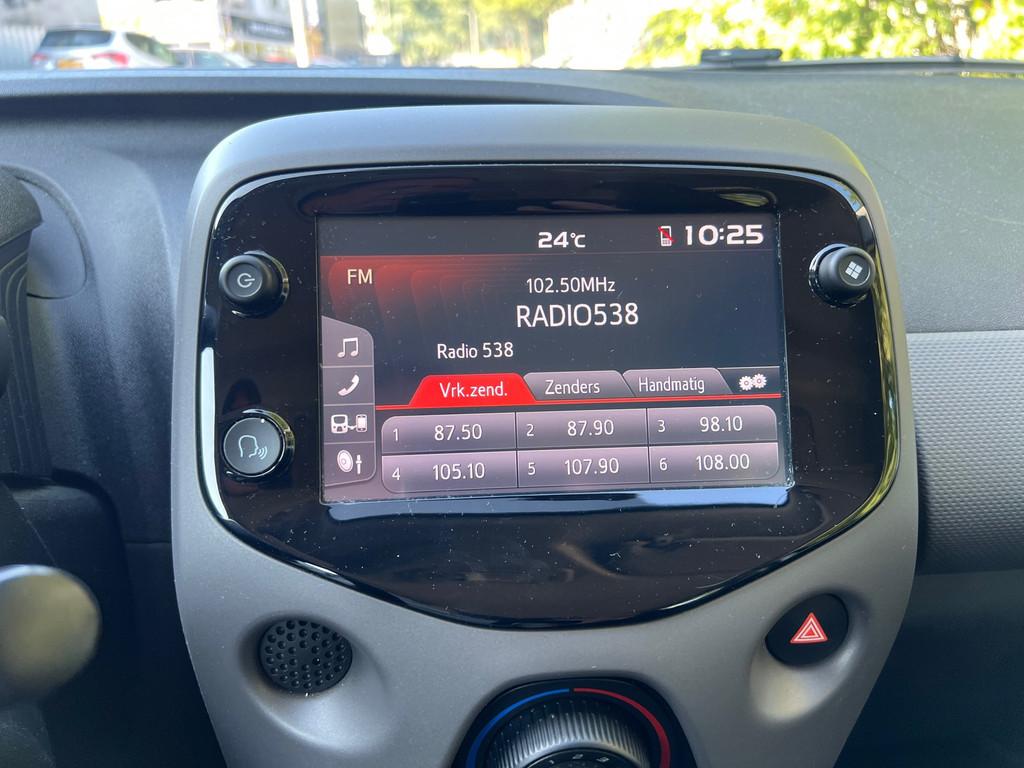 24°C 10:25
FM
102.50MHz
RADIO538
Radio 538
Vrk.zend. Zenders Handmatig
1 87.50 2 87.90 3 98.10
4 105.10 5 107.90 6 108.00